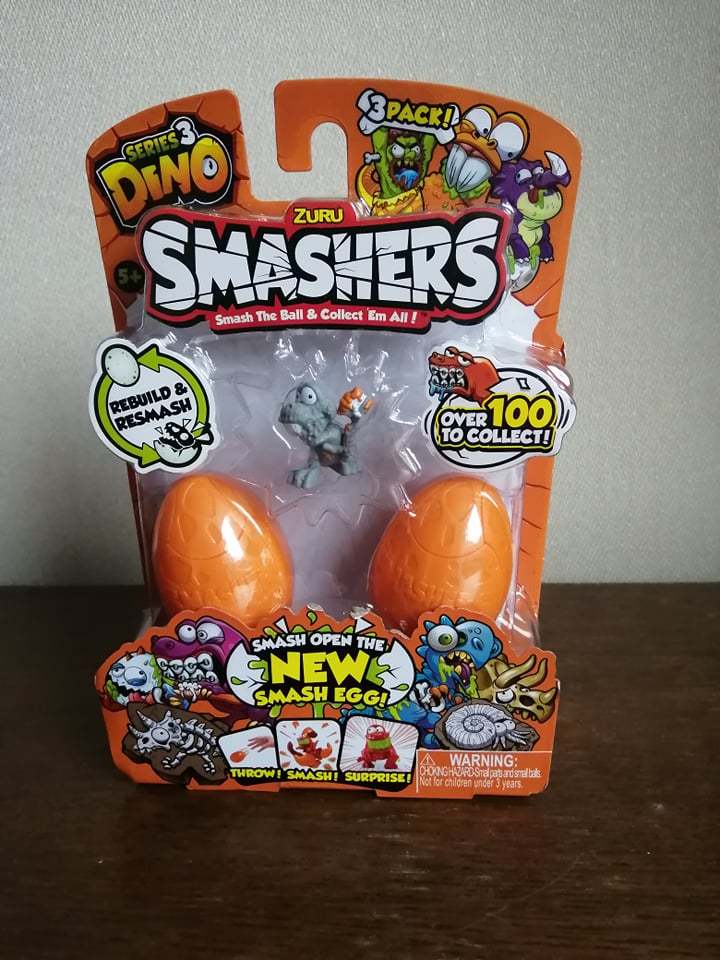 SERIES 3
DINO
3PACK!
ZURU
5+
SMASHERS
Smash The Ball & Collect 'Em All! ™
REBUILD &
RESMASH
OVER 100
TO COLLECT!
SMASH OPEN THE
NEW
SMASH EGG!
THROW! SMASH! SURPRISE!
WARNING:
CHOKING HAZARD-Small parts and small balls.
Not for children under 3 years.